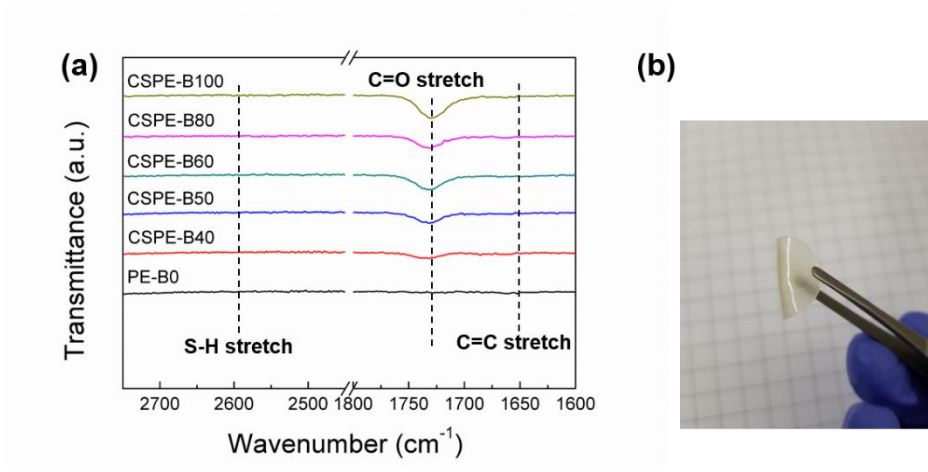 (a)
(b)
CSPE-B100
C=O stretch
CSPE-B80
CSPE-B60
CSPE-B50
CSPE-B40
PE-B0
S-H stretch
C=C stretch
Transmittance (a.u.)
2700 2600 2500 1800 1750 1700 1650 1600
Wavenumber (cm⁻¹)